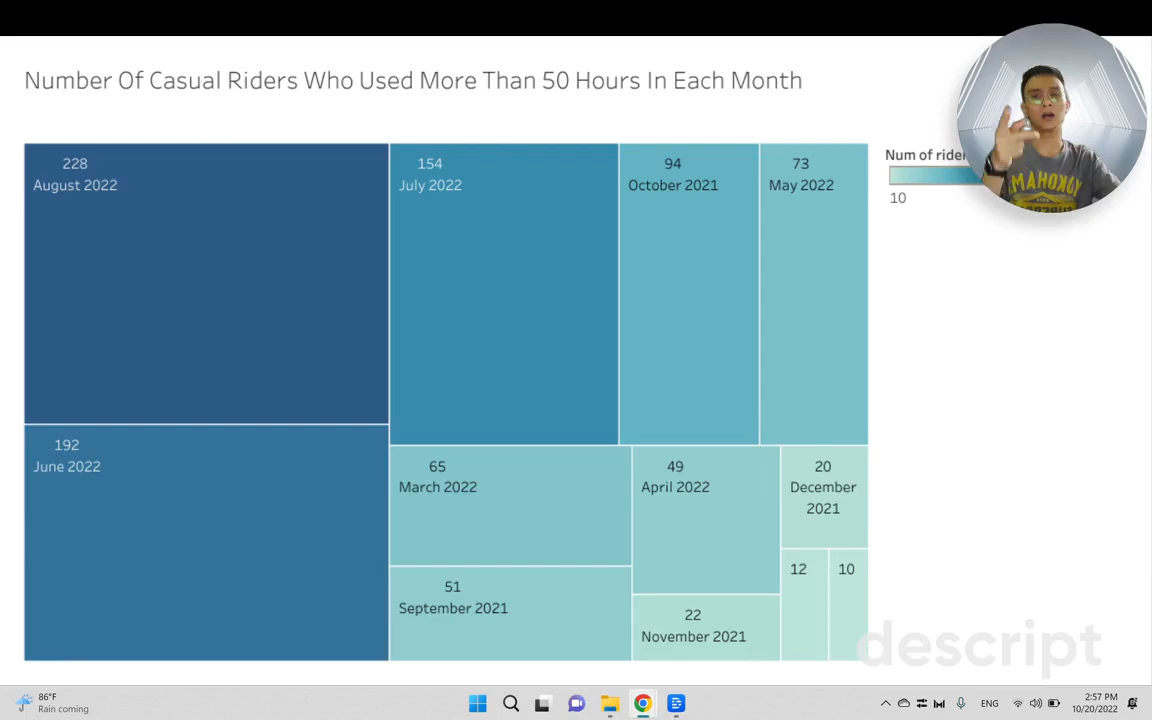 Number Of Casual Riders Who Used More Than 50 Hours In Each Month
228
August 2022
154
July 2022
94
October 2021
73
May 2022
Num of
10
192
June 2022
65
March 2022
49
April 2022
20
December
2021
51
September 2021
12
10
22
November 2021
descript
86°F
Rain coming
ENG
2:57 PM
10/20/2022